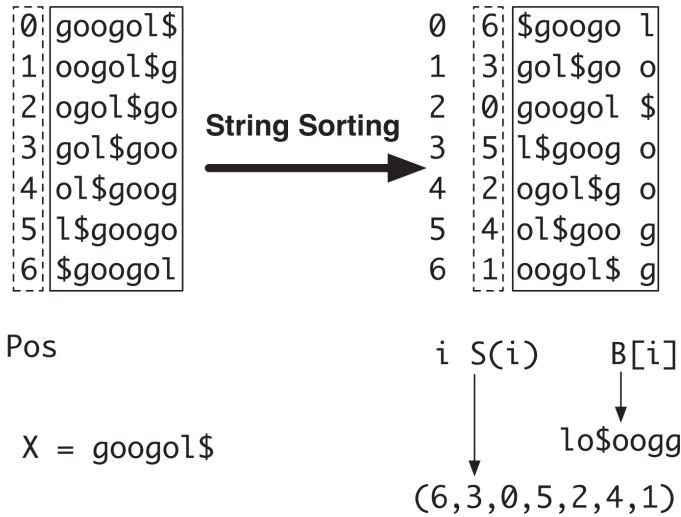 0 googol$ 0 6 $googo l
1 oogol$g 1 3 gol$go o
2 ogol$go 2 0 googol $
String Sorting
3 gol$goo 3 5 l$goog o
4 ol$goog 4 2 ogol$g o
5 l$googo 5 4 ol$goo g
6 $googol 6 1 oogol$ g
Pos i S(i) B[i]
X = googol$ lo$oogg
(6,3,0,5,2,4,1)